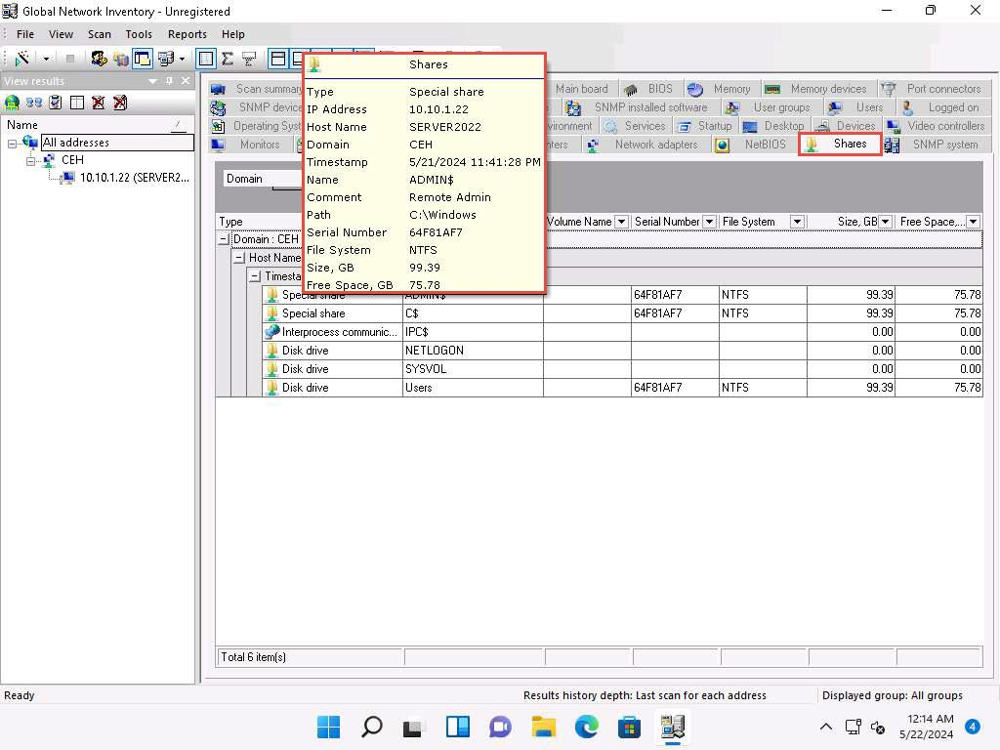 Global Network Inventory - Unregistered
File View Scan Tools Reports Help
View results
Name
All addresses
CEH
10.10.1.22 (SERVER2...
Scan summary
Main board BIOS Memory Memory devices Port connectors
SNMP device
SNMP installed software User groups Users Logged on
Operating Syst
Services Startup Desktop Devices Video controllers
Monitors
Network adapters NetBIOS Shares SNMP system
Shares
Type Special share
IP Address 10.10.1.22
Host Name SERVER2022
Domain CEH
Timestamp 5/21/2024 11:41:28 PM
Name ADMIN$
Comment Remote Admin
Path C:\Windows
Serial Number 64F81AF7
File System NTFS
Size, GB 99.39
Free Space, GB 75.78
Domain
Type Volume Name Serial Number File System Size, GB Free Space,...
Domain : CEH
Host Name
Timesta
Special share ADMIN$ 64F81AF7 NTFS 99.39 75.78
Special share C$ 64F81AF7 NTFS 99.39 75.78
Interprocess communic... IPC$ 0.00 0.00
Disk drive NETLOGON 0.00 0.00
Disk drive SYSVOL 0.00 0.00
Disk drive Users 64F81AF7 NTFS 99.39 75.78
Total 6 item(s)
Ready Results history depth: Last scan for each address Displayed group: All groups
12:14 AM
5/22/2024
4